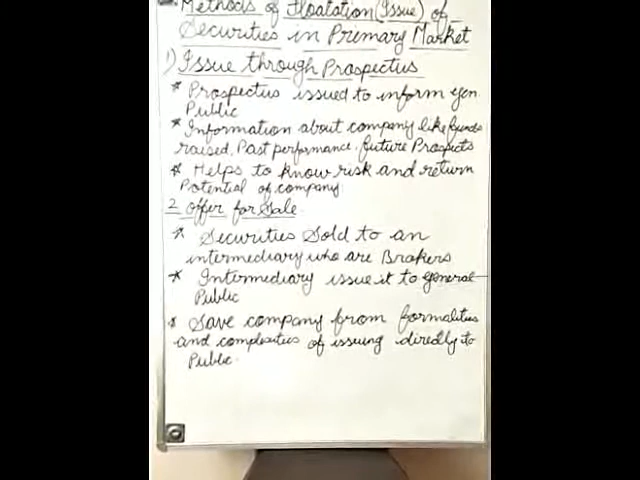 Methods of Floatation (Issue) of
Securities in Primary Market
1) Issue through Prospectus
* Prospectus issued to inform gen.
Public
* Information about company like funds
raised, Past performance, future Prospects
* Helps to know risk and return
Potential of company
2 Offer for Sale
* Securities Sold to an
intermediary who are Brokers
* Intermediary issue it to general
Public
* Save company from formalities
and complexities of issuing directly to
Public.